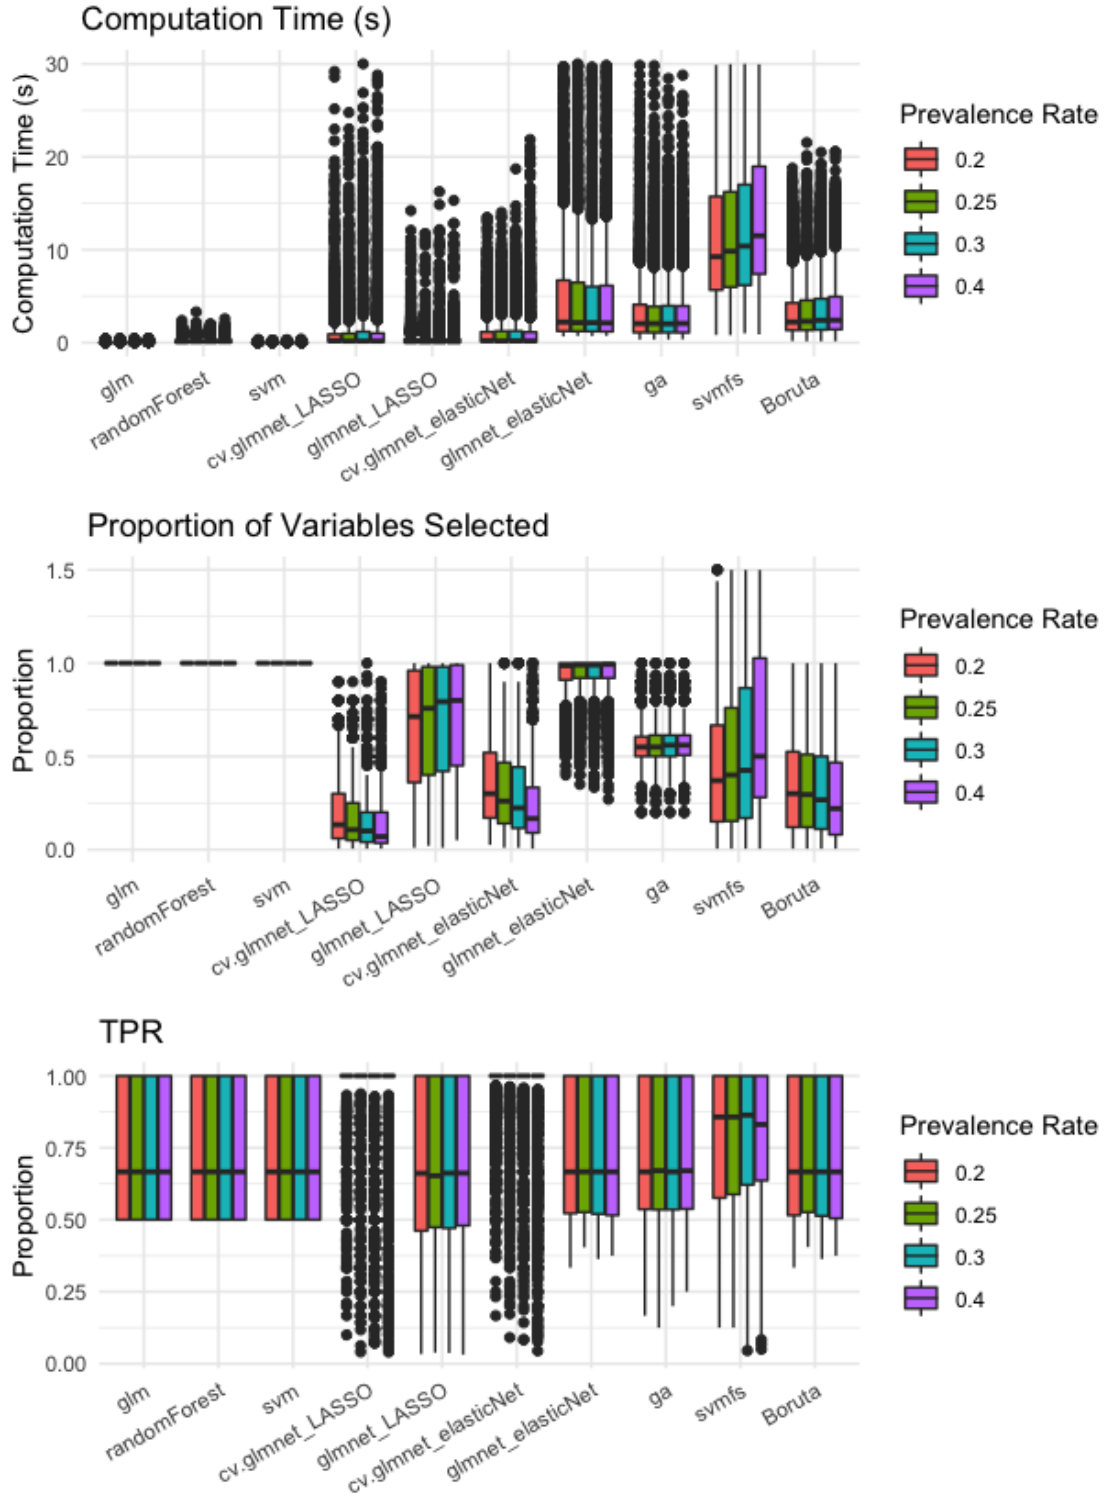 Computation Time (s)
Computation Time (s)
30
20
10
0
glm
randomForest
svm
cv.glmnet_LASSO
glmnet_LASSO
cv.glmnet_elasticNet
glmnet_elasticNet
ga
svmfs
Boruta
Prevalence Rate
0.2
0.25
0.3
0.4
Proportion of Variables Selected
Proportion
1.5
1.0
0.5
0.0
glm
randomForest
svm
cv.glmnet_LASSO
glmnet_LASSO
cv.glmnet_elasticNet
glmnet_elasticNet
ga
svmfs
Boruta
Prevalence Rate
0.2
0.25
0.3
0.4
TPR
Proportion
1.00
0.75
0.50
0.25
0.00
glm
randomForest
svm
cv.glmnet_LASSO
glmnet_LASSO
cv.glmnet_elasticNet
glmnet_elasticNet
ga
svmfs
Boruta
Prevalence Rate
0.2
0.25
0.3
0.4